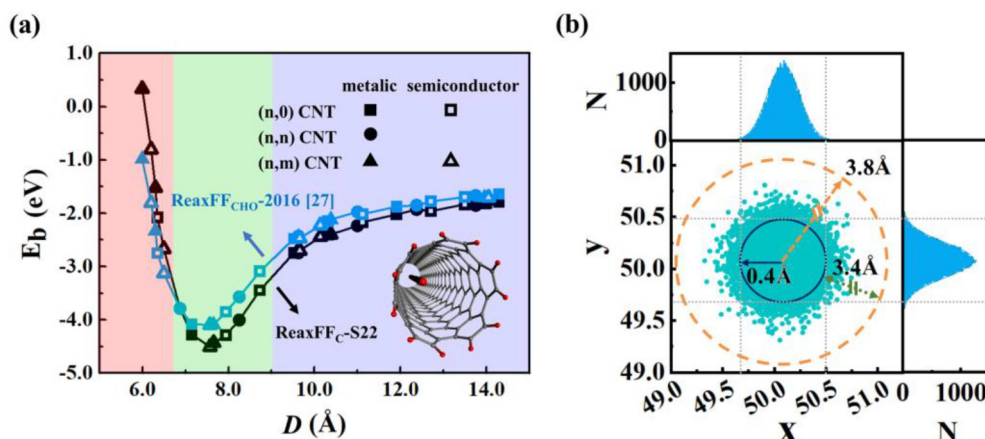 (a)
1.0
0.0
-1.0
-2.0
-3.0
-4.0
-5.0
E_b (eV)
6.0 8.0 10.0 12.0 14.0
D (Å)
metalic semiconductor
(n,0) CNT
(n,n) CNT
(n,m) CNT
ReaxFF_CHO-2016 [27]
ReaxFF_C-S22
(b)
N
1000
0
51.0
50.5
50.0
49.5
49.0
y
3.8Å
0.4Å
3.4Å
49.0 49.5 50.0 50.5 51.0
X
0 1000
N